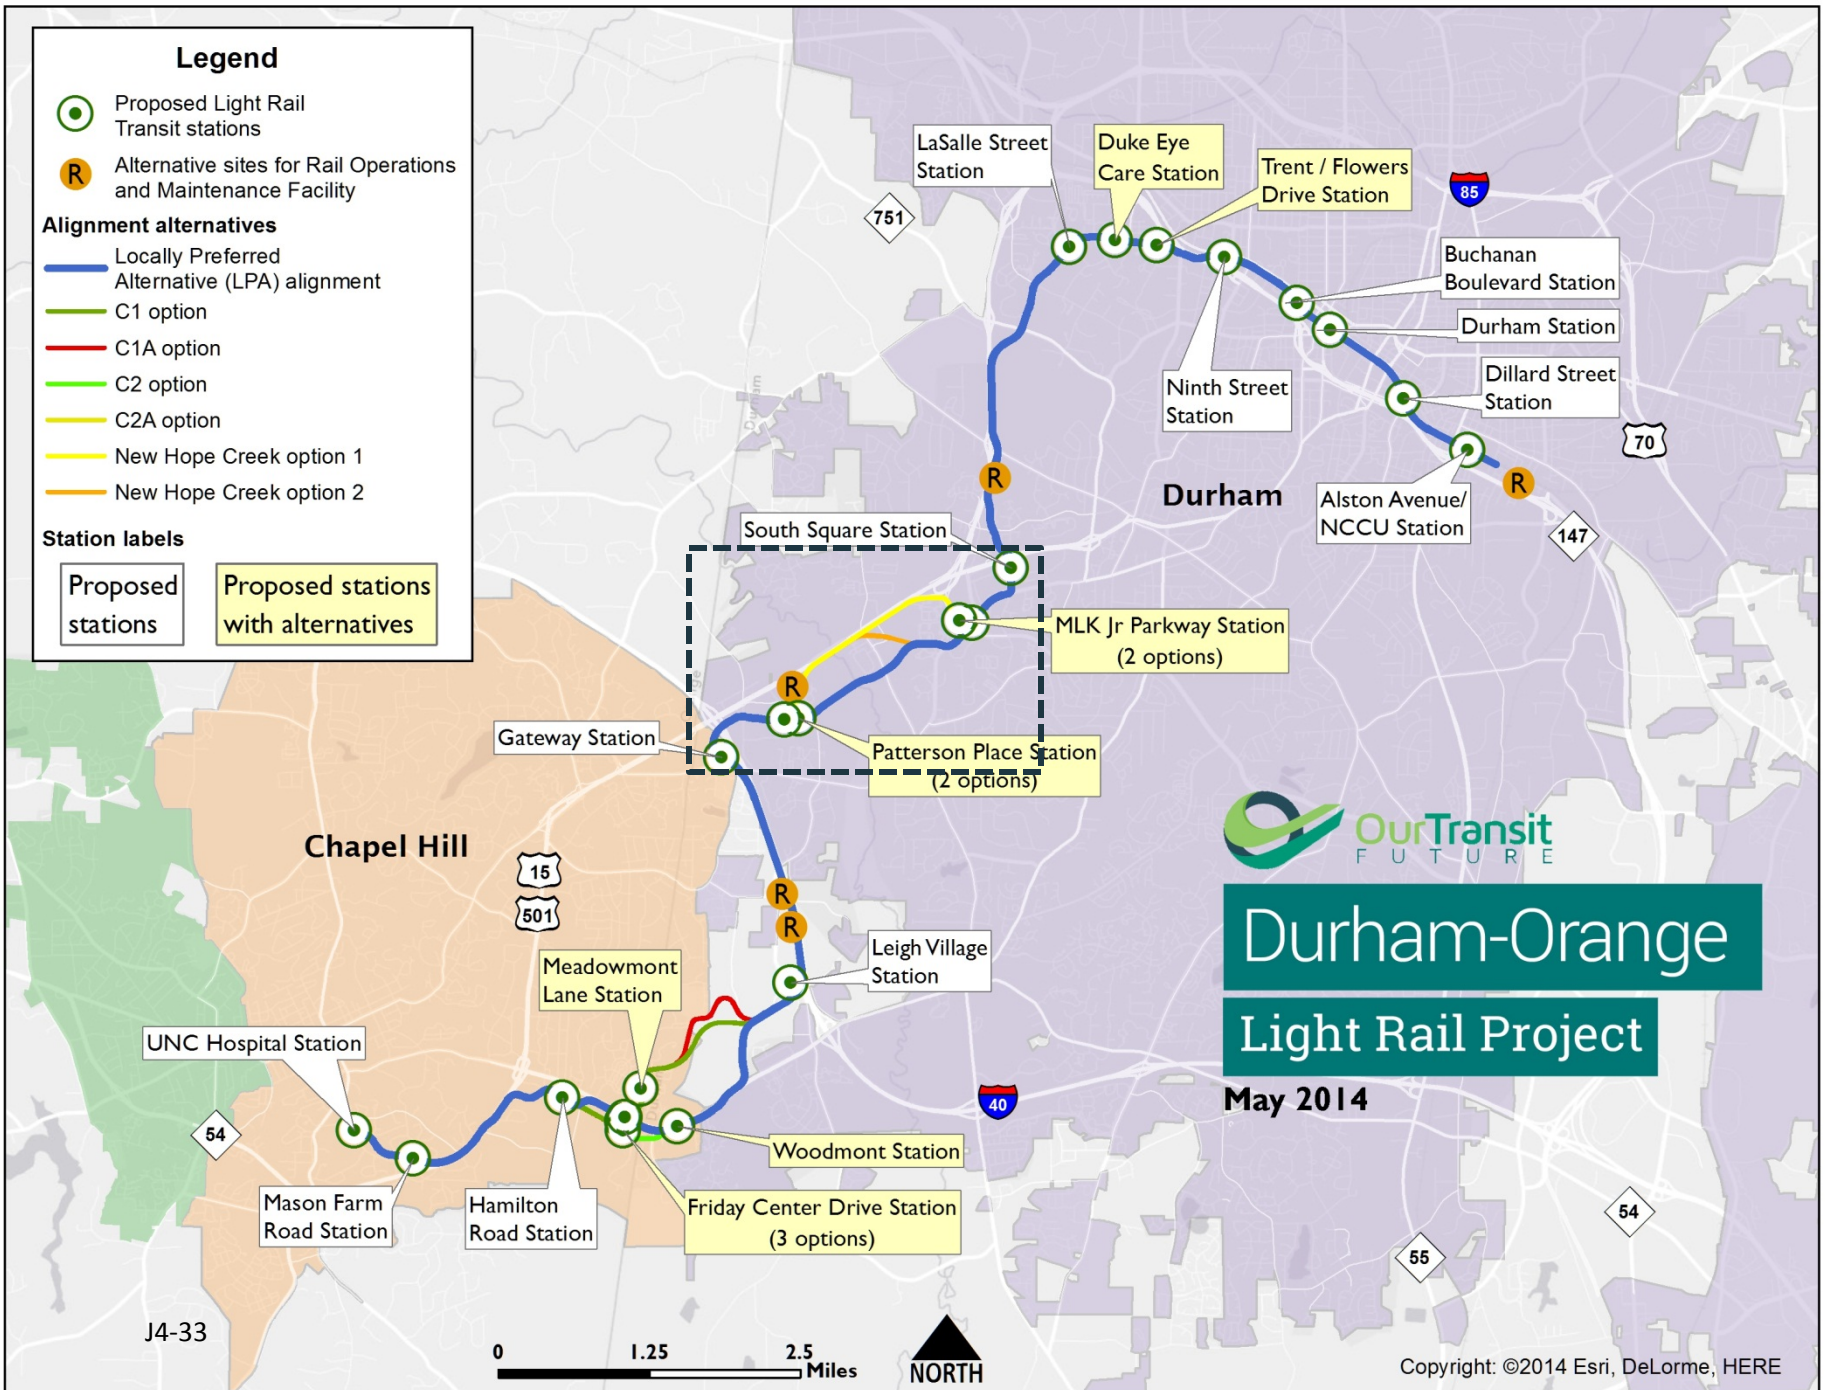 Legend
Proposed Light Rail
Transit stations
R
Alternative sites for Rail Operations
and Maintenance Facility
Alignment alternatives
Locally Preferred
Alternative (LPA) alignment
C1 option
C1A option
C2 option
C2A option
New Hope Creek option 1
New Hope Creek option 2
Station labels
Proposed
stations
Proposed stations
with alternatives
LaSalle Street
Station
Duke Eye
Care Station
Trent / Flowers
Drive Station
85
751
Buchanan
Boulevard Station
Durham Station
Ninth Street
Station
Dillard Street
Station
70
Durham
R
Durham
R
Alston Avenue/
NCCU Station
147
South Square Station
MLK Jr Parkway Station
(2 options)
R
Gateway Station
Patterson Place Station
(2 options)
Chapel Hill
15
501
R
R
Leigh Village
Station
Meadowmont
Lane Station
UNC Hospital Station
54
40
Woodmont Station
Mason Farm
Road Station
Hamilton
Road Station
Friday Center Drive Station
(3 options)
OurTransit
FUTURE
Durham-Orange
Light Rail Project
May 2014
54
55
J4-33
0 1.25 2.5
Miles
NORTH
Copyright: ©2014 Esri, DeLorme, HERE